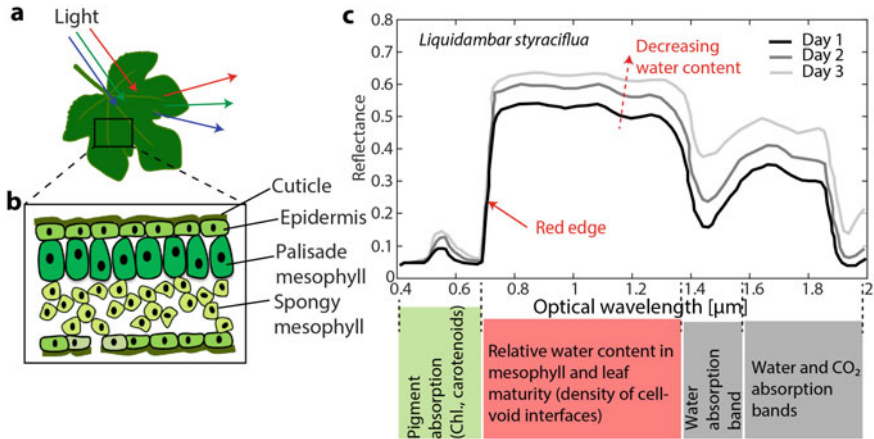 a
Light
b
Cuticle
Epidermis
Palisade
mesophyll
Spongy
mesophyll
c
Liquidambar styraciflua
Decreasing
water content
Day 1
Day 2
Day 3
Reflectance
0.8
0.7
0.6
0.5
0.4
0.3
0.2
0.1
0
Red edge
0.4 0.6 0.8 1 1.2 1.4 1.6 1.8 2
Optical wavelength [µm]
Pigment
absorption
(Chl., carotenoids)
Relative water content in
mesophyll and leaf
maturity (density of cell-
void interfaces)
Water
absorption
band
Water and CO₂
absorption
bands